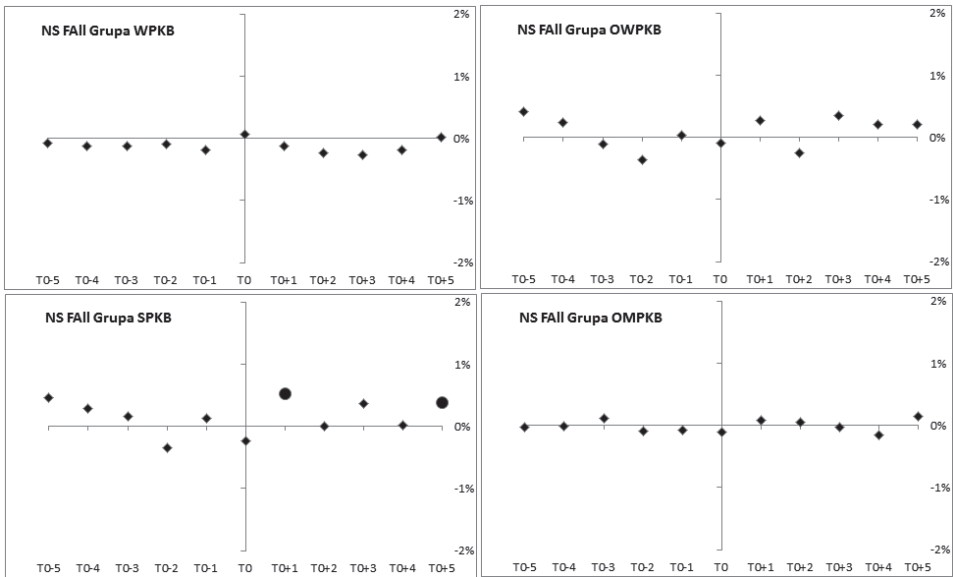 NS FAll Grupa WPKB
2%
1%
0%
-1%
-2%
T0-5 T0-4 T0-3 T0-2 T0-1 T0 T0+1 T0+2 T0+3 T0+4 T0+5
NS FAll Grupa OWPKB
2%
1%
0%
-1%
-2%
T0-5 T0-4 T0-3 T0-2 T0-1 T0 T0+1 T0+2 T0+3 T0+4 T0+5
NS FAll Grupa SPKB
2%
1%
0%
-1%
-2%
T0-5 T0-4 T0-3 T0-2 T0-1 T0 T0+1 T0+2 T0+3 T0+4 T0+5
NS FAll Grupa OMPKB
2%
1%
0%
-1%
-2%
T0-5 T0-4 T0-3 T0-2 T0-1 T0 T0+1 T0+2 T0+3 T0+4 T0+5